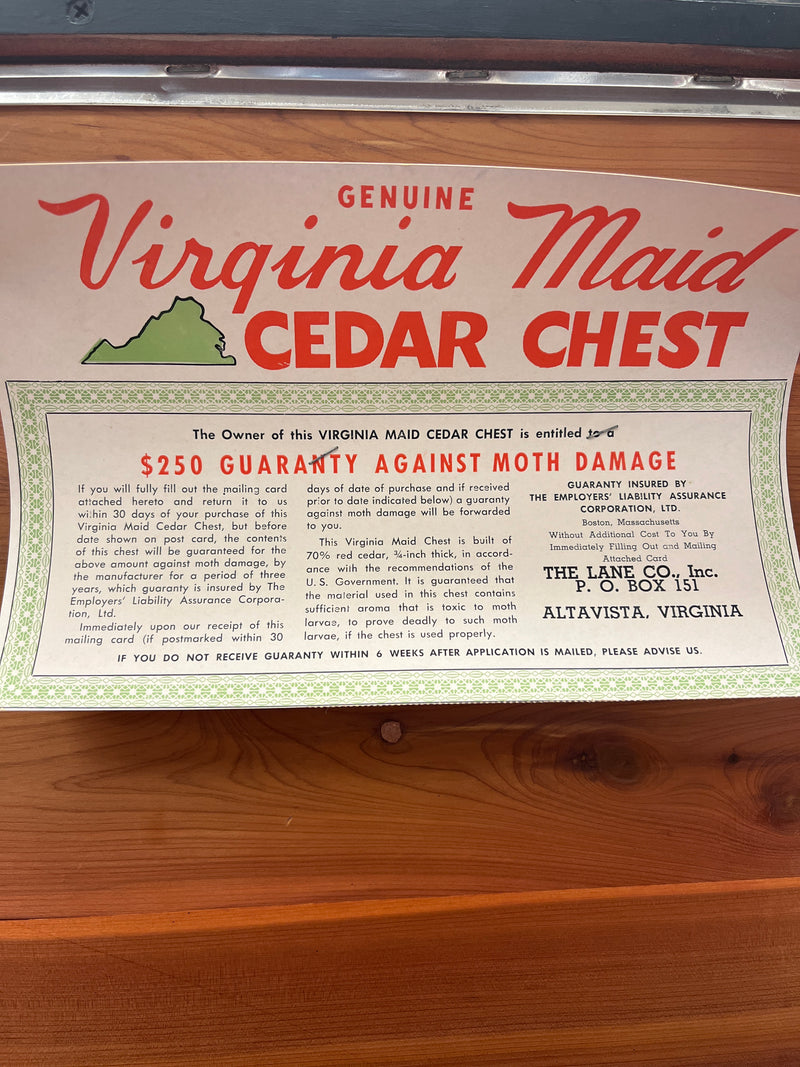 GENUINE
Virginia Maid
CEDAR CHEST
The Owner of this VIRGINIA MAID CEDAR CHEST is entitled to a
$250 GUARANTY AGAINST MOTH DAMAGE
If you will fully fill out the mailing card
attached hereto and return it to us
within 30 days of your purchase of this
Virginia Maid Cedar Chest, but before
date shown on post card, the contents
of this chest will be guaranteed for the
above amount against moth damage, by
the manufacturer for a period of three
years, which guaranty is insured by The
Employers' Liability Assurance Corpora-
tion, Ltd.
Immediately upon our receipt of this
mailing card (if postmarked within 30
days of date of purchase and if received
prior to date indicated below) a guaranty
against moth damage will be forwarded
to you.
This Virginia Maid Chest is built of
70% red cedar, ¾-inch thick, in accord-
ance with the recommendations of the
U. S. Government. It is guaranteed that
the material used in this chest contains
sufficient aroma that is toxic to moth
larvae, to prove deadly to such moth
larvae, if the chest is used properly.
GUARANTY INSURED BY
THE EMPLOYERS' LIABILITY ASSURANCE
CORPORATION, LTD.
Boston, Massachusetts
Without Additional Cost To You By
Immediately Filling Out and Mailing
Attached Card
THE LANE CO., Inc.
P. O. BOX 151
ALTAVISTA, VIRGINIA
IF YOU DO NOT RECEIVE GUARANTY WITHIN 6 WEEKS AFTER APPLICATION IS MAILED, PLEASE ADVISE US.